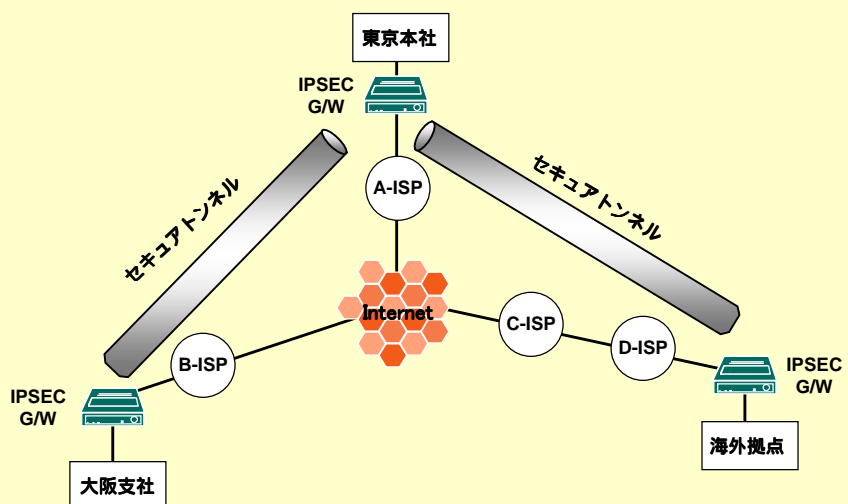 東京本社
IPSEC
G/W
セキュアトンネル
セキュアトンネル
A-ISP
Internet
C-ISP
B-ISP
D-ISP
IPSEC
G/W
IPSEC
G/W
海外拠点
大阪支社